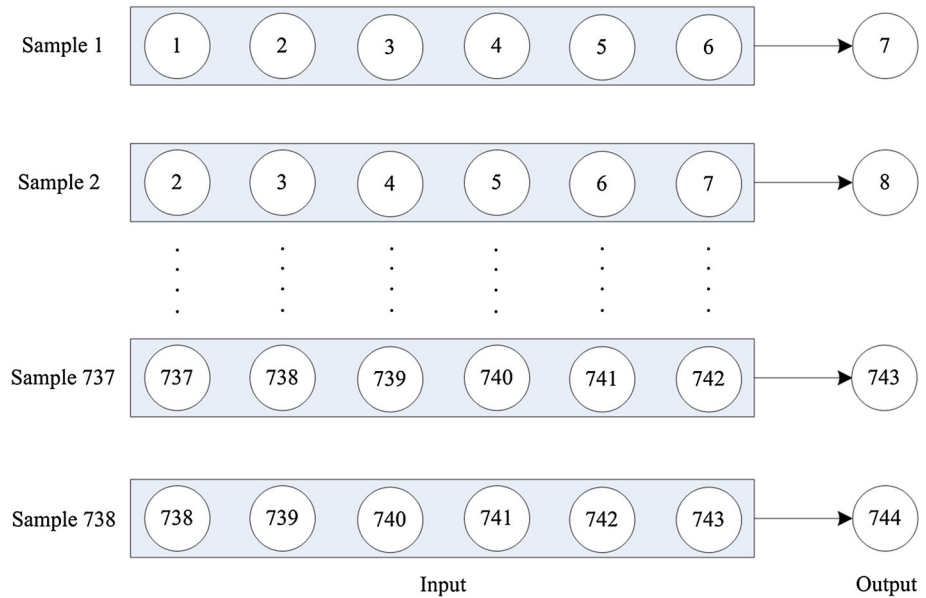 Sample 1 1 2 3 4 5 6 7
Sample 2 2 3 4 5 6 7 8
Sample 737 737 738 739 740 741 742 743
Sample 738 738 739 740 741 742 743 744
Input Output